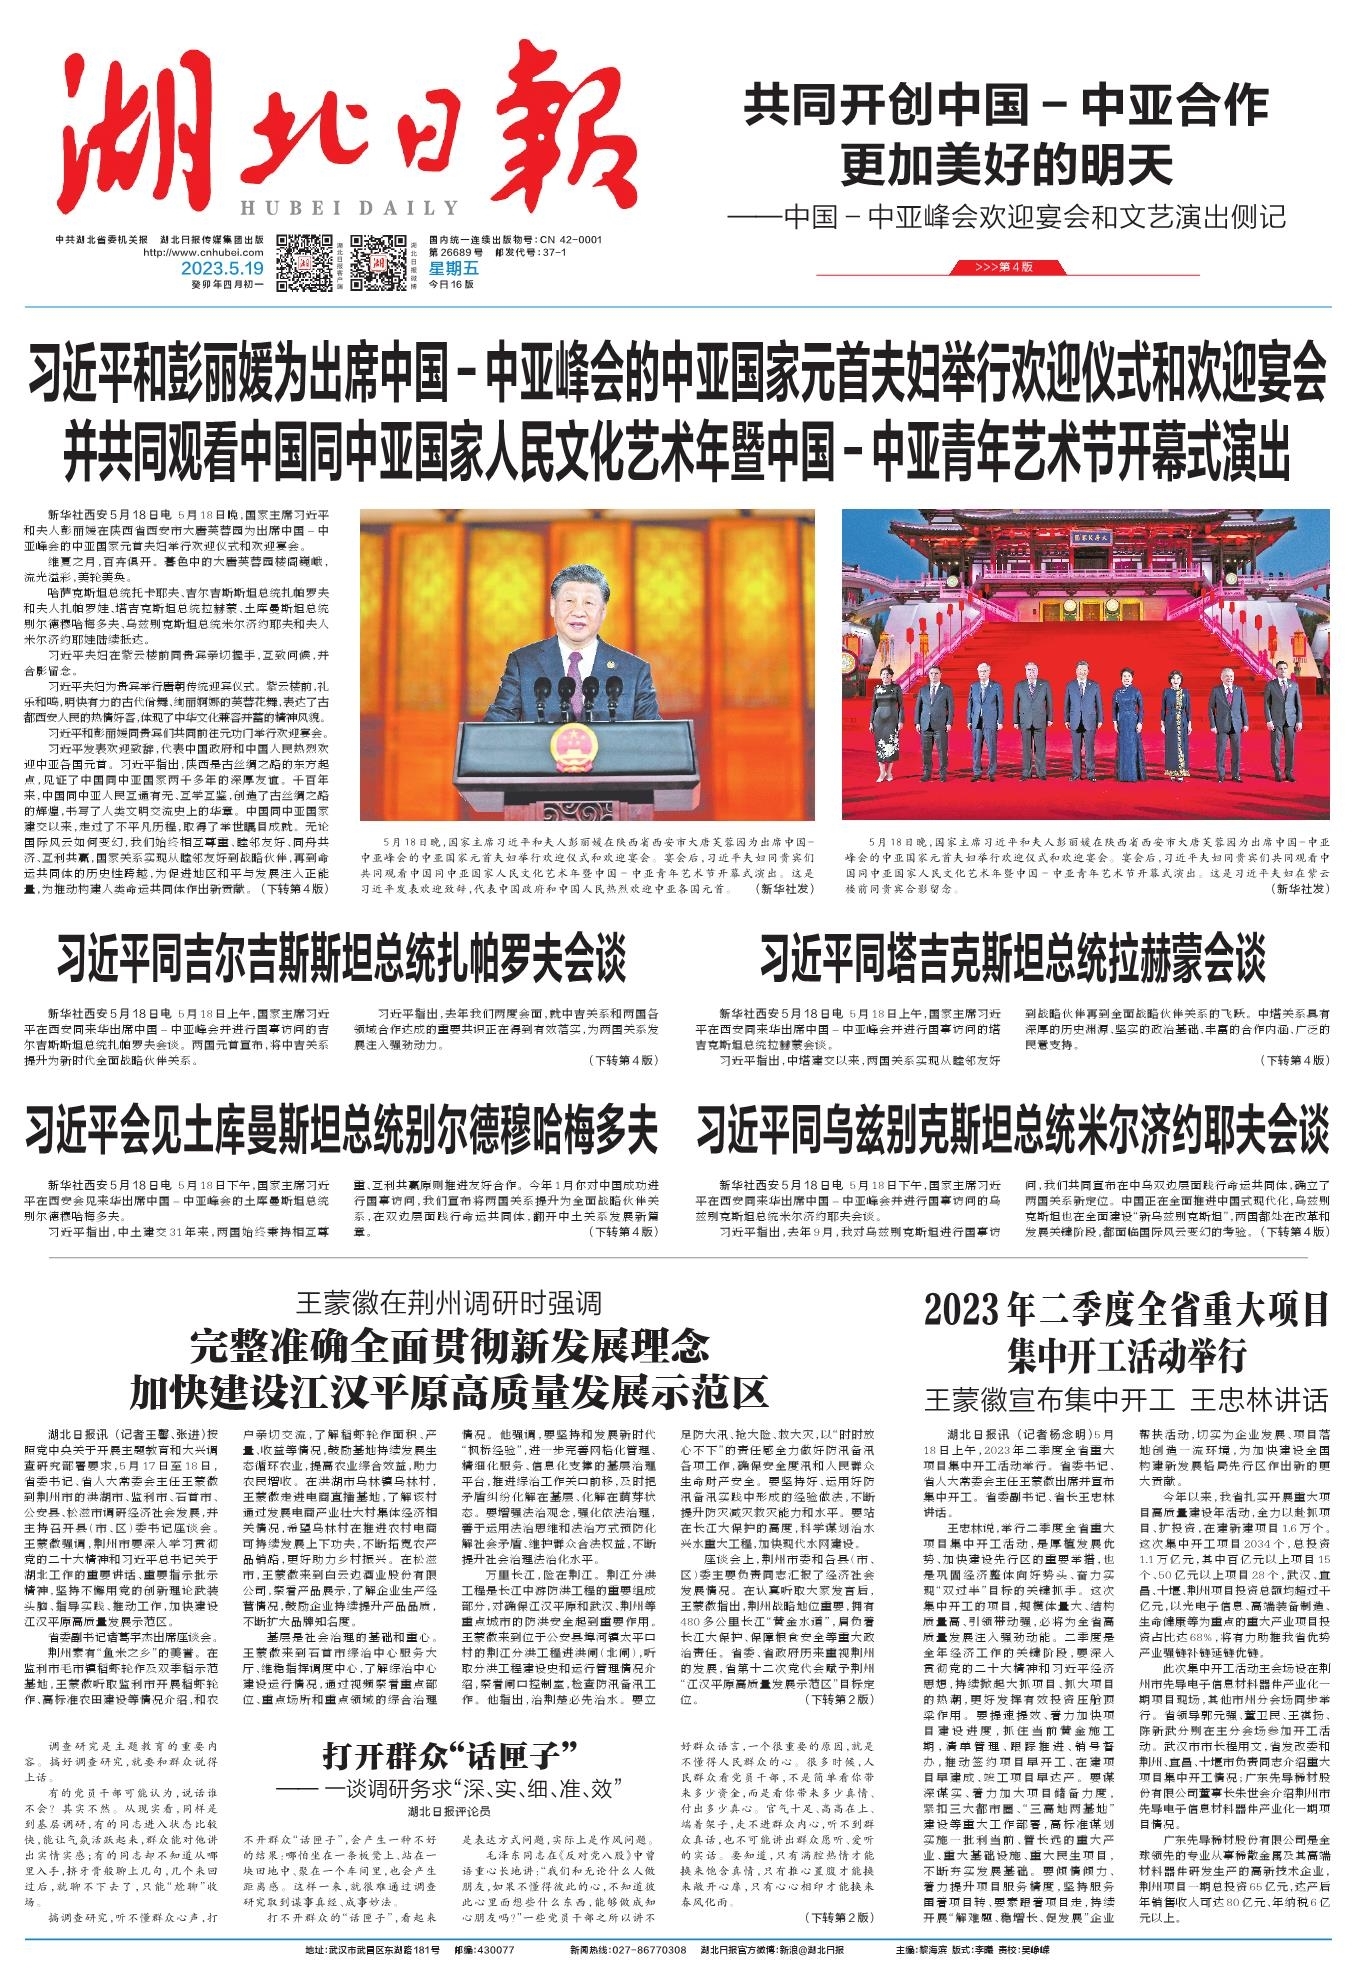 湖北日報
HUBEI DAILY
中共湖北省委机关报 湖北日报传媒集团出版
http://www.cnhubei.com
2023.5.19
癸卯年四月初一
湖北日报客户端
湖北日报微博
国内统一连续出版物号:CN 42-0001
第26689号 邮发代号:37-1
星期五
今日16版
共同开创中国－中亚合作
更加美好的明天
——中国－中亚峰会欢迎宴会和文艺演出侧记
>>>第4版
习近平和彭丽媛为出席中国－中亚峰会的中亚国家元首夫妇举行欢迎仪式和欢迎宴会
并共同观看中国同中亚国家人民文化艺术年暨中国－中亚青年艺术节开幕式演出
新华社西安5月18日电 5月18日晚,国家主席习近平
和夫人彭丽媛在陕西省西安市大唐芙蓉园为出席中国－中
亚峰会的中亚国家元首夫妇举行欢迎仪式和欢迎宴会。
维夏之月,百卉俱开。暮色中的大唐芙蓉园楼阁巍峨,
流光溢彩,美轮美奂。
哈萨克斯坦总统托卡耶夫、吉尔吉斯斯坦总统扎帕罗夫
和夫人扎帕罗娃、塔吉克斯坦总统拉赫蒙、土库曼斯坦总统
别尔德穆哈梅多夫、乌兹别克斯坦总统米尔济约耶夫和夫人
米尔济约耶娃陆续抵达。
习近平夫妇在紫云楼前同贵宾亲切握手,互致问候,并
合影留念。
习近平夫妇为贵宾举行唐朝传统迎宾仪式。紫云楼前,礼
乐和鸣,明快有力的古代佾舞,绚丽婀娜的芙蓉花舞,表达了古
都西安人民的热情好客,体现了中华文化兼容并蓄的精神风貌。
习近平和彭丽媛同贵宾们共同前往元功门举行欢迎宴会。
习近平发表欢迎致辞,代表中国政府和中国人民热烈欢
迎中亚各国元首。习近平指出,陕西是古丝绸之路的东方起
点,见证了中国同中亚国家两千多年的深厚友谊。千百年
来,中国同中亚人民互通有无、互学互鉴,创造了古丝绸之路
的辉煌,书写了人类文明交流史上的华章。中国同中亚国家
建交以来,走过了不平凡历程,取得了举世瞩目成就。无论
国际风云如何变幻,我们始终相互尊重、睦邻友好、同舟共
济、互利共赢,国家关系实现从睦邻友好到战略伙伴,再到命
运共同体的历史性跨越,为促进地区和平与发展注入正能
量,为推动构建人类命运共同体作出新贡献。(下转第4版)
5月18日晚,国家主席习近平和夫人彭丽媛在陕西省西安市大唐芙蓉园为出席中国－
中亚峰会的中亚国家元首夫妇举行欢迎仪式和欢迎宴会。宴会后,习近平夫妇同贵宾们
共同观看中国同中亚国家人民文化艺术年暨中国－中亚青年艺术节开幕式演出。这是
习近平发表欢迎致辞,代表中国政府和中国人民热烈欢迎中亚各国元首。 (新华社发)
5月18日晚,国家主席习近平和夫人彭丽媛在陕西省西安市大唐芙蓉园为出席中国－中亚
峰会的中亚国家元首夫妇举行欢迎仪式和欢迎宴会。宴会后,习近平夫妇同贵宾们共同观看中
国同中亚国家人民文化艺术年暨中国－中亚青年艺术节开幕式演出。这是习近平夫妇在紫云
楼前同贵宾合影留念。 (新华社发)
习近平同吉尔吉斯斯坦总统扎帕罗夫会谈
新华社西安5月18日电 5月18日上午,国家主席习近
平在西安同来华出席中国－中亚峰会并进行国事访问的吉
尔吉斯斯坦总统扎帕罗夫会谈。两国元首宣布,将中吉关系
提升为新时代全面战略伙伴关系。
习近平指出,去年我们两度会面,就中吉关系和两国各
领域合作达成的重要共识正在得到有效落实,为两国关系发
展注入强劲动力。
(下转第4版)
习近平同塔吉克斯坦总统拉赫蒙会谈
新华社西安5月18日电 5月18日上午,国家主席习近
平在西安同来华出席中国－中亚峰会并进行国事访问的塔
吉克斯坦总统拉赫蒙会谈。
习近平指出,中塔建交以来,两国关系实现从睦邻友好
到战略伙伴再到全面战略伙伴关系的飞跃。中塔关系具有
深厚的历史渊源、坚实的政治基础、丰富的合作内涵、广泛的
民意支持。
(下转第4版)
习近平会见土库曼斯坦总统别尔德穆哈梅多夫
新华社西安5月18日电 5月18日下午,国家主席习近
平在西安会见来华出席中国－中亚峰会的土库曼斯坦总统
别尔德穆哈梅多夫。
习近平指出,中土建交31年来,两国始终秉持相互尊
重、互利共赢原则推进友好合作。今年1月你对中国成功进
行国事访问,我们宣布将两国关系提升为全面战略伙伴关
系,在双边层面践行命运共同体,翻开中土关系发展新篇
章。 (下转第4版)
习近平同乌兹别克斯坦总统米尔济约耶夫会谈
新华社西安5月18日电 5月18日下午,国家主席习近
平在西安同来华出席中国－中亚峰会并进行国事访问的乌
兹别克斯坦总统米尔济约耶夫会谈。
习近平指出,去年9月,我对乌兹别克斯坦进行国事访
问,我们共同宣布在中乌双边层面践行命运共同体,确立了
两国关系新定位。中国正在全面推进中国式现代化,乌兹别
克斯坦也在全面建设“新乌兹别克斯坦”,两国都处在改革和
发展关键阶段,都面临国际风云变幻的考验。(下转第4版)
王蒙徽在荆州调研时强调
完整准确全面贯彻新发展理念
加快建设江汉平原高质量发展示范区
湖北日报讯 (记者王馨、张进)按
照党中央关于开展主题教育和大兴调
查研究部署要求,5月17日至18日,
省委书记、省人大常委会主任王蒙徽
到荆州市的洪湖市、监利市、石首市、
公安县、松滋市调研经济社会发展,并
主持召开县(市、区)委书记座谈会。
王蒙徽强调,荆州市要深入学习贯彻
党的二十大精神和习近平总书记关于
湖北工作的重要讲话、重要指示批示
精神,坚持不懈用党的创新理论武装
头脑、指导实践、推动工作,加快建设
江汉平原高质量发展示范区。
省委副书记诸葛宇杰出席座谈会。
荆州素有“鱼米之乡”的美誉。在
监利市毛市镇稻虾轮作及双季稻示范
基地,王蒙徽听取监利市开展稻虾轮
作、高标准农田建设等情况介绍,和农
户亲切交流,了解稻虾轮作面积、产
量、收益等情况,鼓励基地持续发展生
态循环农业,提高农业综合效益,助力
农民增收。在洪湖市乌林镇乌林村,
王蒙徽走进电商直播基地,了解该村
通过发展电商产业壮大村集体经济相
关情况,希望乌林村在推进农村电商
可持续发展上下功夫,不断拓宽农产
品销路,更好助力乡村振兴。在松滋
市,王蒙徽来到白云边酒业股份有限
公司,察看产品展示,了解企业生产经
营情况,鼓励企业持续提升产品品质,
不断扩大品牌知名度。
基层是社会治理的基础和重心。
王蒙徽来到石首市综治中心服务大
厅、维稳指挥调度中心,了解综治中心
建设运行情况,通过视频察看重点部
位、重点场所和重点领域的综合治理
情况。他强调,要坚持和发展新时代
“枫桥经验”,进一步完善网格化管理、
精细化服务、信息化支撑的基层治理
平台,推进综治工作关口前移,及时把
矛盾纠纷化解在基层、化解在萌芽状
态。要增强法治观念,强化依法治理,
善于运用法治思维和法治方式预防化
解社会矛盾、维护群众合法权益,不断
提升社会治理法治化水平。
万里长江,险在荆江。荆江分洪
工程是长江中游防洪工程的重要组成
部分,对确保江汉平原和武汉、荆州等
重点城市的防洪安全起到重要作用。
王蒙徽来到位于公安县埠河镇太平口
村的荆江分洪工程进洪闸(北闸),听
取分洪工程建设史和运行管理情况介
绍,察看闸口控制室,检查防汛备汛工
作。他指出,治荆楚必先治水。要立
足防大汛、抢大险、救大灾,以“时时放
心不下”的责任感全力做好防汛备汛
各项工作,确保安全度汛和人民群众
生命财产安全。要坚持好、运用好防
汛备汛实践中形成的经验做法,不断
提升防灾减灾救灾能力和水平。要站
在长江大保护的高度,科学谋划治水
兴水重大工程,加快现代水网建设。
座谈会上,荆州市委和各县(市、
区)委主要负责同志汇报了经济社会
发展情况。在认真听取大家发言后,
王蒙徽指出,荆州战略地位重要,拥有
480多公里长江“黄金水道”,肩负着
长江大保护、保障粮食安全等重大政
治责任。省委、省政府历来重视荆州
的发展,省第十二次党代会赋予荆州
“江汉平原高质量发展示范区”目标定
位。 (下转第2版)
2023年二季度全省重大项目
集中开工活动举行
王蒙徽宣布集中开工 王忠林讲话
湖北日报讯 (记者杨念明)5月
18日上午,2023年二季度全省重大
项目集中开工活动举行。省委书记、
省人大常委会主任王蒙徽出席并宣布
集中开工。省委副书记、省长王忠林
讲话。
王忠林说,举行二季度全省重大
项目集中开工活动,是厚植发展优
势、加快建设先行区的重要举措,也
是巩固经济整体向好势头、奋力实
现“双过半”目标的关键抓手。这次
集中开工的项目,规模体量大、结构
质量高、引领带动强,必将为全省高
质量发展注入强劲动能。二季度是
全年经济工作的关键阶段,要深入
贯彻党的二十大精神和习近平经济
思想,持续掀起大抓项目、抓大项目
的热潮,更好发挥有效投资压舱顶
梁作用。要提速提效、着力加快项
目建设进度,抓住当前黄金施工
期,清单管理、跟踪推进、销号督
办,推动签约项目早开工、在建项
目早建成、竣工项目早达产。要谋
深谋实、着力加大项目储备力度,
紧扣三大都市圈、“三高地两基地”
建设等重大工作部署,高标准谋划
实施一批利当前、管长远的重大产
业、重大基础设施、重大民生项目,
不断夯实发展基础。要倾情倾力、
着力提升项目服务精度,坚持服务
围着项目转、要素跟着项目走,持续
开展“解难题、稳增长、促发展”企业
帮扶活动,切实为企业发展、项目落
地创造一流环境,为加快建设全国
构建新发展格局先行区作出新的更
大贡献。
今年以来,我省扎实开展重大项
目高质量建设年活动,全力以赴抓项
目、扩投资,在建新建项目1.6万个。
这次集中开工项目2034个,总投资
1.1万亿元,其中百亿元以上项目15
个、50亿元以上项目28个,武汉、宜
昌、十堰、荆州项目投资总额均超过千
亿元,以光电子信息、高端装备制造、
生命健康等为重点的重大产业项目投
资占比达68%,将有力助推我省优势
产业强链补链延链优链。
此次集中开工活动主会场设在荆
州市先导电子信息材料器件产业化一
期项目现场,其他市州分会场同步举
行。省领导郭元强、董卫民、王祺扬、
陈新武分别在主分会场参加开工活
动。武汉市市长程用文,省发改委和
荆州、宜昌、十堰市负责同志介绍重大
项目集中开工情况;广东先导稀材股
份有限公司董事长朱世会介绍荆州市
先导电子信息材料器件产业化一期项
目情况。
广东先导稀材股份有限公司是全
球领先的专业从事稀散金属及其高端
材料器件研发生产的高新技术企业,
荆州项目一期总投资65亿元,达产后
年销售收入可达80亿元、年纳税6亿
元以上。
打开群众“话匣子”
—— 一谈调研务求“深、实、细、准、效”
湖北日报评论员
调查研究是主题教育的重要内
容。搞好调查研究,就要和群众说得
上话。
有的党员干部可能认为,说话谁
不会?其实不然。从现实看,同样是
到基层调研,有的同志进入状态比较
快,能让气氛活跃起来,群众能对他讲
出实情实感;有的同志却不知道从哪
里入手,挤牙膏般聊上几句,几个来回
过后,就聊不下去了,只能“尬聊”收
场。
搞调查研究,听不懂群众心声,打
不开群众“话匣子”,会产生一种不好
的结果:哪怕坐在一条板凳上、站在一
块田地中、聚在一个车间里,也会产生
距离感。这样一来,就很难通过调查
研究取到谋事真经、成事妙法。
打不开群众的“话匣子”,看起来
是表达方式问题,实际上是作风问题。
毛泽东同志在《反对党八股》中曾
语重心长地讲:“我们和无论什么人做
朋友,如果不懂得彼此的心,不知道彼
此心里面想些什么东西,能够做成知
心朋友吗?”一些党员干部之所以讲不
好群众语言,一个很重要的原因,就是
不懂得人民群众的心。很多时候,人
民群众看党员干部,不是简单看你带
来多少资金,而是看你带来多少真情、
付出多少真心。官气十足、高高在上、
端着架子,走不进群众内心,听不到群
众真话,也不可能讲出群众愿听、爱听
的实话。要知道,只有满腔热情才能
换来饱含真情,只有推心置腹才能换
来敞开心扉,只有心心相印才能换来
春风化雨。
(下转第2版)
地址:武汉市武昌区东湖路181号 邮编:430077 新闻热线:027-86770308 湖北日报官方微博:新浪@湖北日报 主编:黎海滨 版式:李曦 责校:吴峥嵘